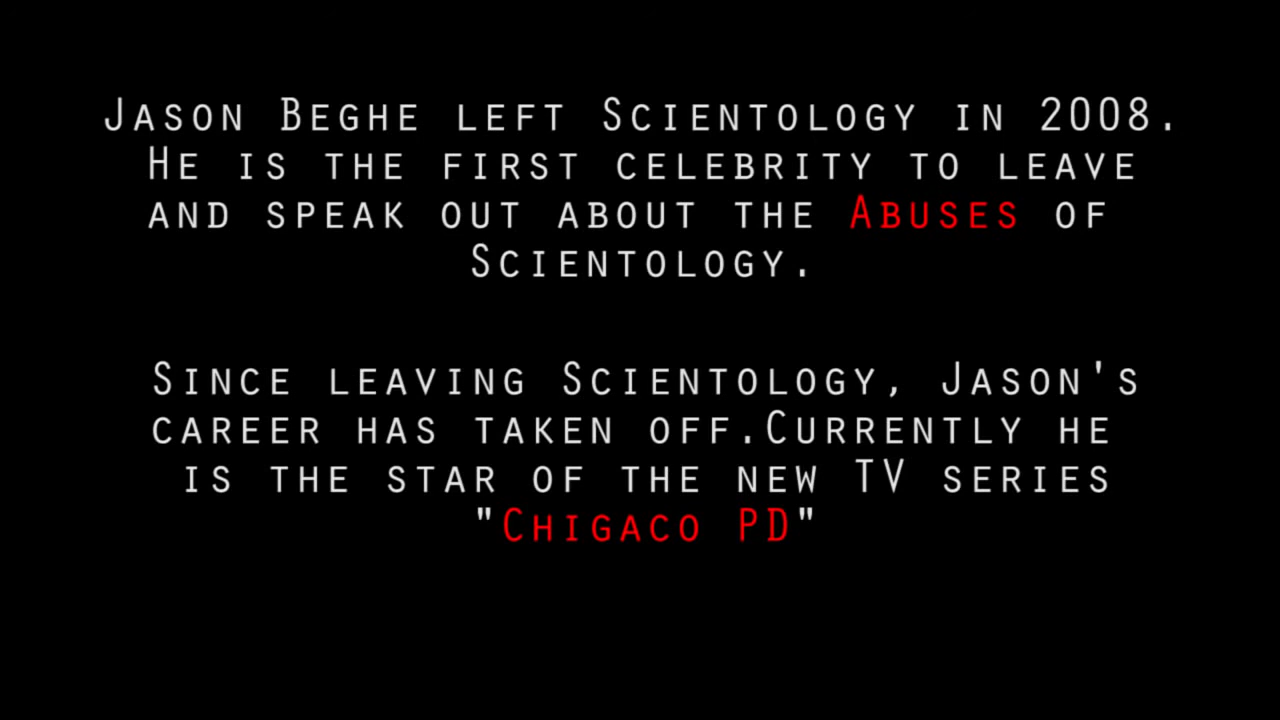 Jason Beghe left Scientology in 2008.
He is the first celebrity to leave
and speak out about the Abuses of
Scientology.
Since leaving Scientology, Jason's
career has taken off.Currently he
is the star of the new TV series
"Chigaco PD"